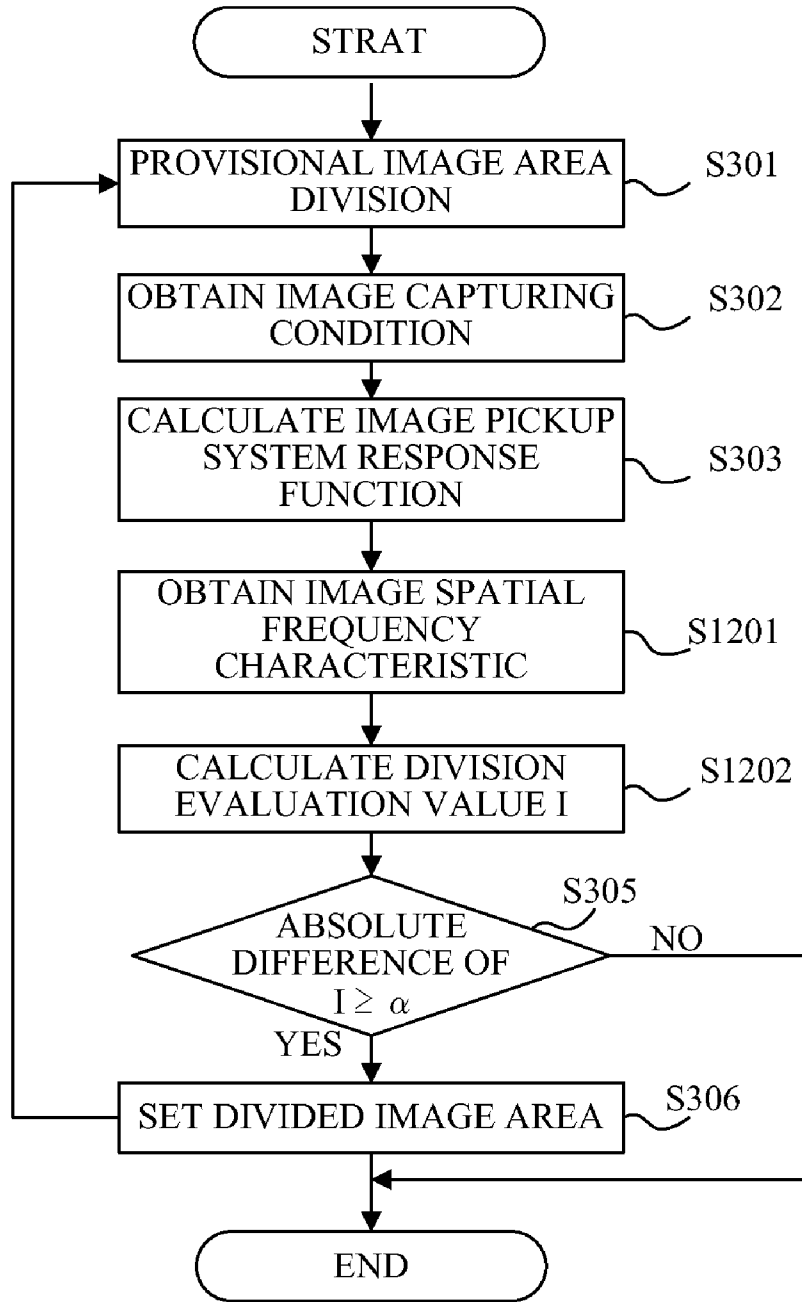 STRAT
PROVISIONAL IMAGE AREA
DIVISION
S301
OBTAIN IMAGE CAPTURING
CONDITION
S302
CALCULATE IMAGE PICKUP
SYSTEM RESPONSE
FUNCTION
S303
OBTAIN IMAGE SPATIAL
FREQUENCY
CHARACTERISTIC
S1201
CALCULATE DIVISION
EVALUATION VALUE I
S1202
ABSOLUTE
DIFFERENCE OF
I ≥ α
S305
NO
YES
SET DIVIDED IMAGE AREA
S306
END